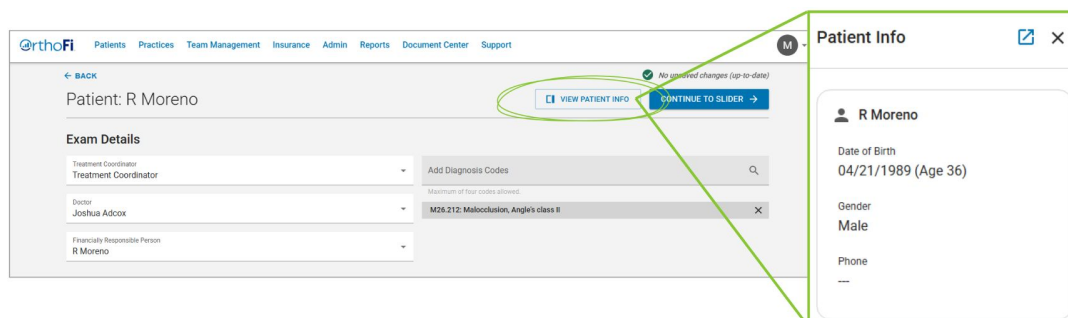 OrthoFi Patients Practices Team Management Insurance Admin Reports Document Center Support M
← BACK
No unsaved changes (up-to-date)
Patient: R Moreno
VIEW PATIENT INFO
CONTINUE TO SLIDER →
Exam Details
Treatment Coordinator
Treatment Coordinator
Add Diagnosis Codes
Maximum of four codes allowed.
Doctor
Joshua Adcox
M26.212: Malocclusion, Angle's class II
Financially Responsible Person
R Moreno
Patient Info
R Moreno
Date of Birth
04/21/1989 (Age 36)
Gender
Male
Phone
---